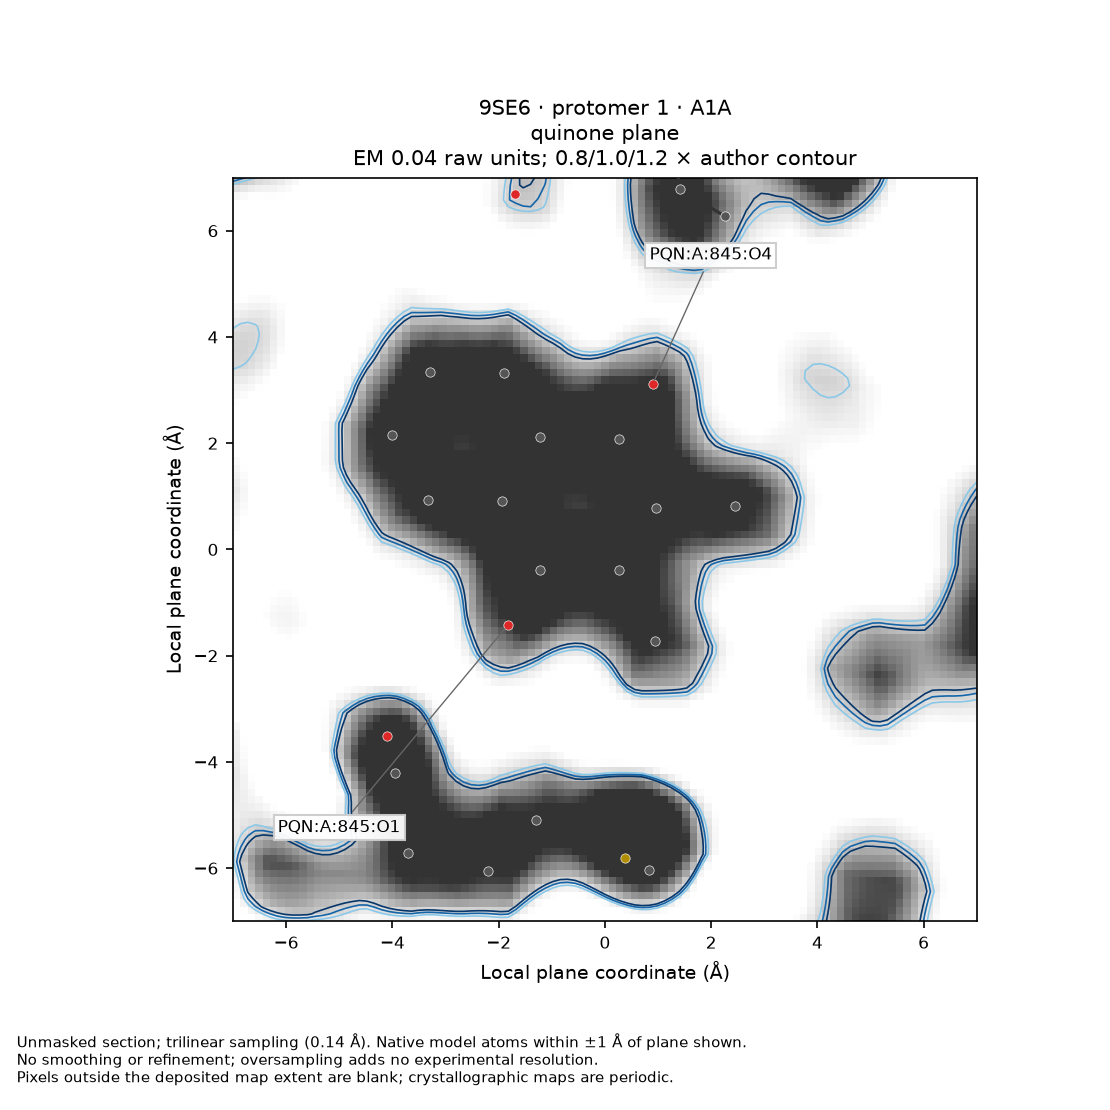 9SE6 · protomer 1 · A1A
quinone plane
EM 0.04 raw units; 0.8/1.0/1.2 × author contour
Local plane coordinate (Å)
6
4
2
0
−2
−4
−6
PQN:A:845:O4
PQN:A:845:O1
−6 −4 −2 0 2 4 6
Local plane coordinate (Å)
Unmasked section; trilinear sampling (0.14 Å). Native model atoms within ±1 Å of plane shown.
No smoothing or refinement; oversampling adds no experimental resolution.
Pixels outside the deposited map extent are blank; crystallographic maps are periodic.